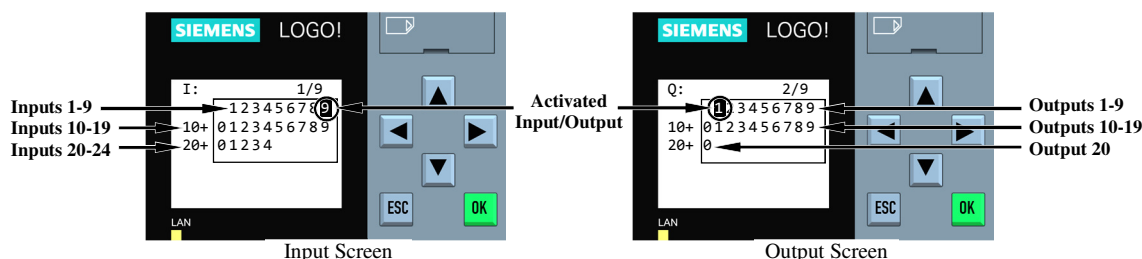 SIEMENS LOGO!
I: 1/9
123456789
10+ 0123456789
20+ 01234
ESC OK
LAN
Inputs 1-9
Inputs 10-19
Inputs 20-24
Input Screen
Activated
Input/Output
SIEMENS LOGO!
Q: 2/9
123456789
10+ 0123456789
20+ 0
ESC OK
LAN
Outputs 1-9
Outputs 10-19
Output 20
Output Screen